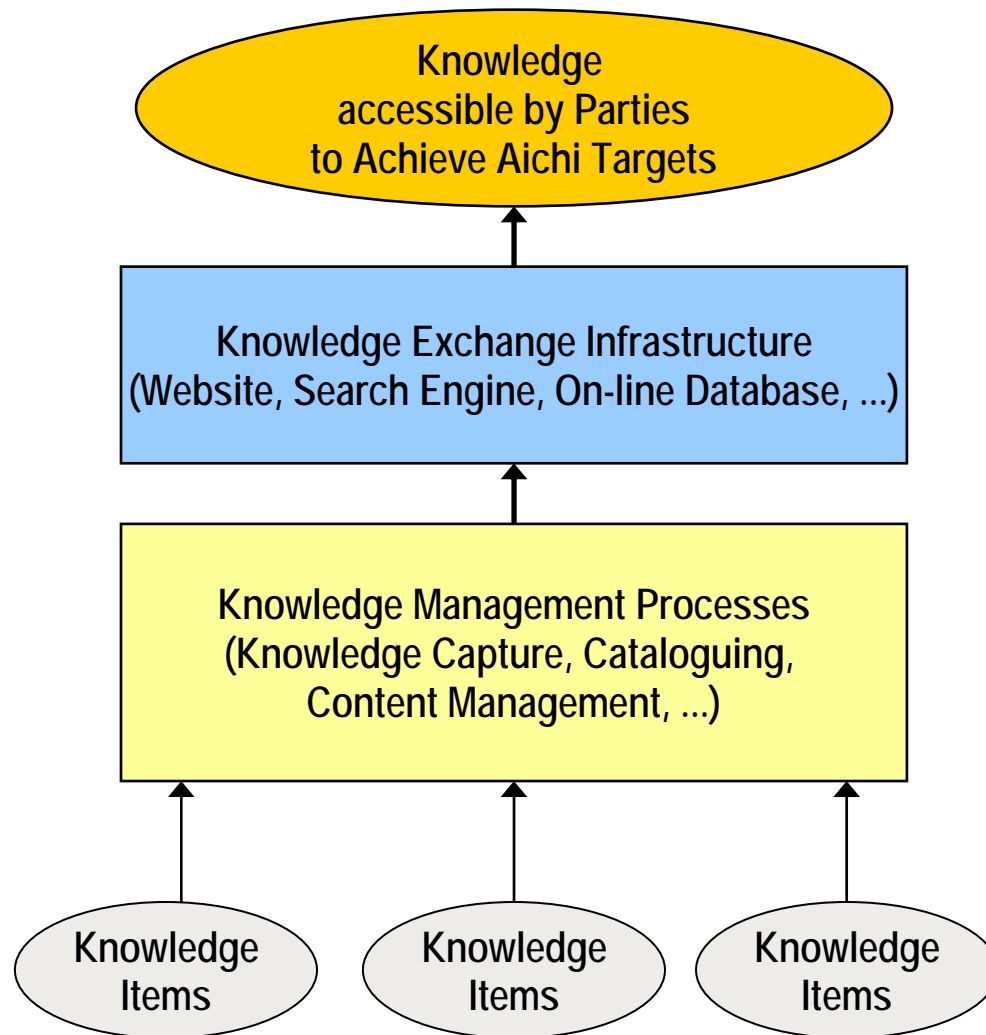 Knowledge
accessible by Parties
to Achieve Aichi Targets
Knowledge Exchange Infrastructure
(Website, Search Engine, On-line Database, ...)
Knowledge Management Processes
(Knowledge Capture, Cataloguing,
Content Management, ...)
Knowledge
Items
Knowledge
Items
Knowledge
Items